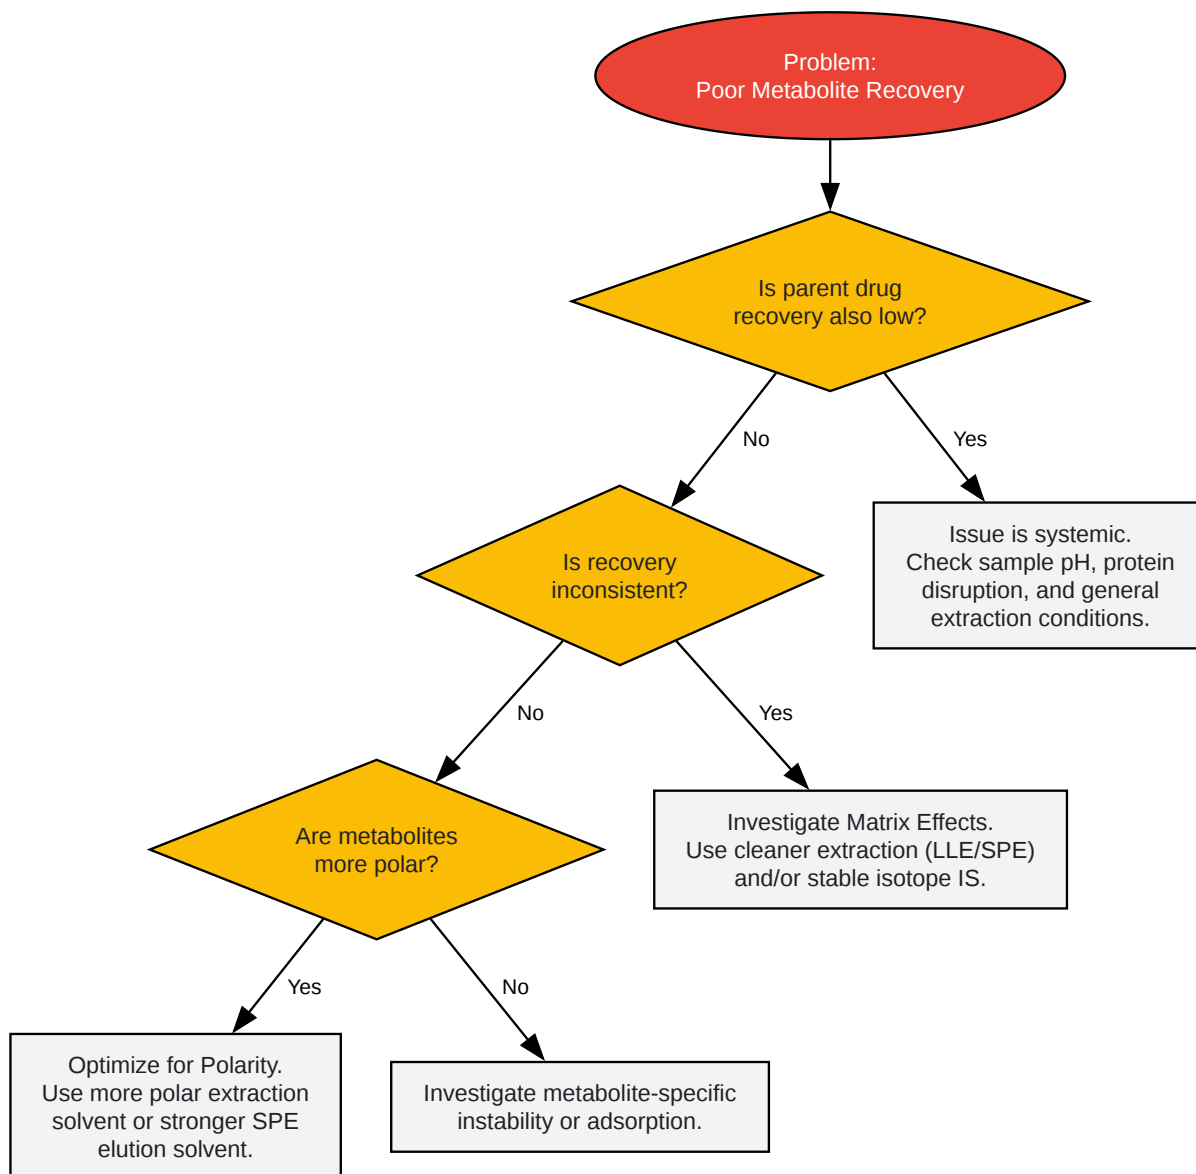 Problem:
Poor Metabolite Recovery
Is parent drug
recovery also low?
No
Yes
Is recovery
inconsistent?
Issue is systemic.
Check sample pH, protein
disruption, and general
extraction conditions.
No
Yes
Are metabolites
more polar?
Investigate Matrix Effects.
Use cleaner extraction (LLE/SPE)
and/or stable isotope IS.
Yes
No
Optimize for Polarity.
Use more polar extraction
solvent or stronger SPE
elution solvent.
Investigate metabolite-specific
instability or adsorption.